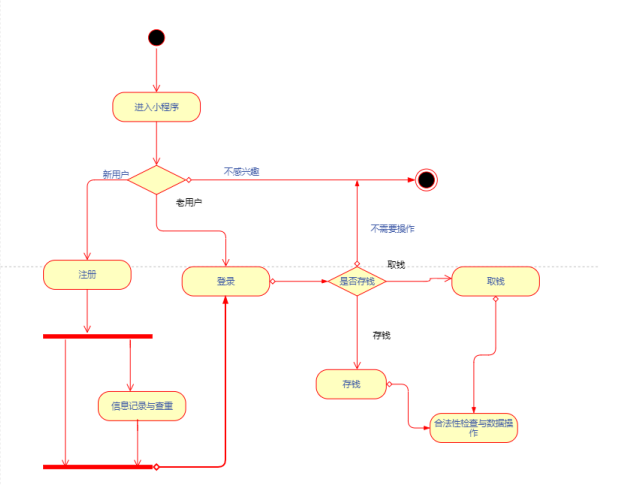 进入小程序
新用户
不感兴趣
老用户
不需要操作
取钱
注册
登录
是否存钱
取钱
存钱
存钱
信息记录与查重
合法性检查与数据操
作